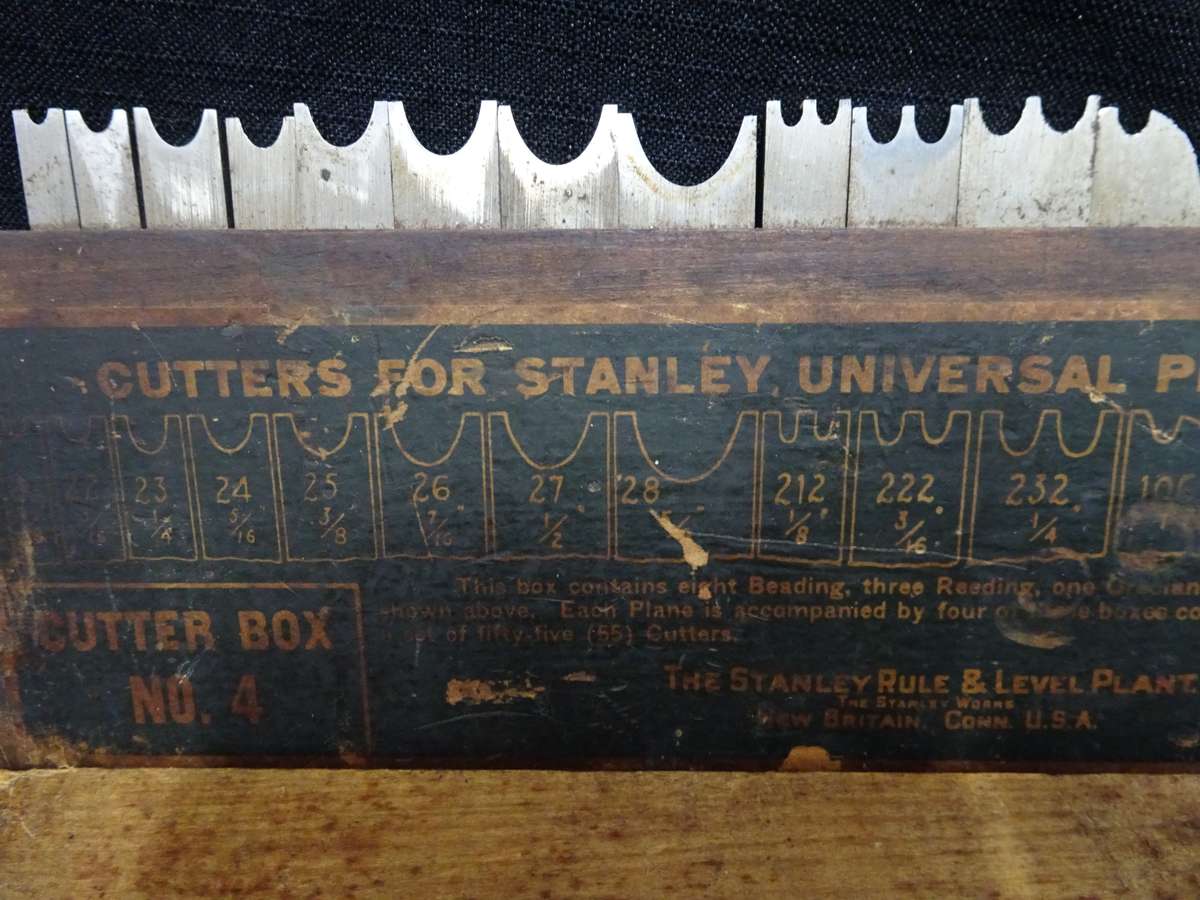 CUTTERS FOR STANLEY UNIVERSAL
22 23 24 25 26 27 28 212 222 232
1/4 5/16" 3/8 7/16" 1/2" 1/8" 3/16" 1/4"
This box contains eight Beading, three Reeding, one Grecian
shown above. Each Plane is accompanied by four
set of fifty-five (55) Cutters.
CUTTER BOX
NO. 4
THE STANLEY RULE & LEVEL PLANT
THE STANLEY WORKS
NEW BRITAIN, CONN. U.S.A.